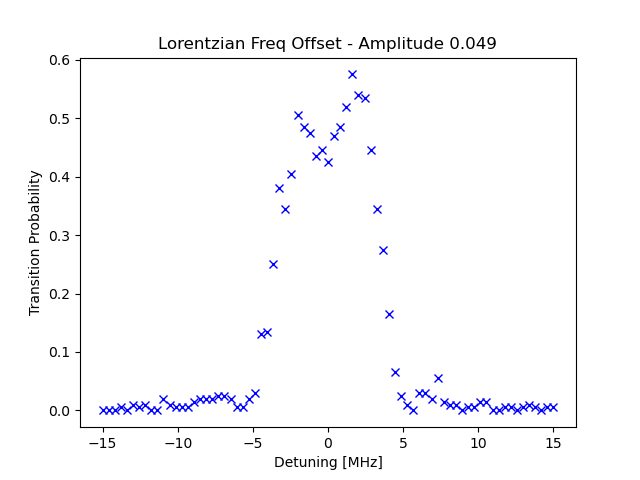 Lorentzian Freq Offset - Amplitude 0.049
0.6
0.5
0.4
0.3
0.2
0.1
0.0
Transition Probability
−15 −10 −5 0 5 10 15
Detuning [MHz]